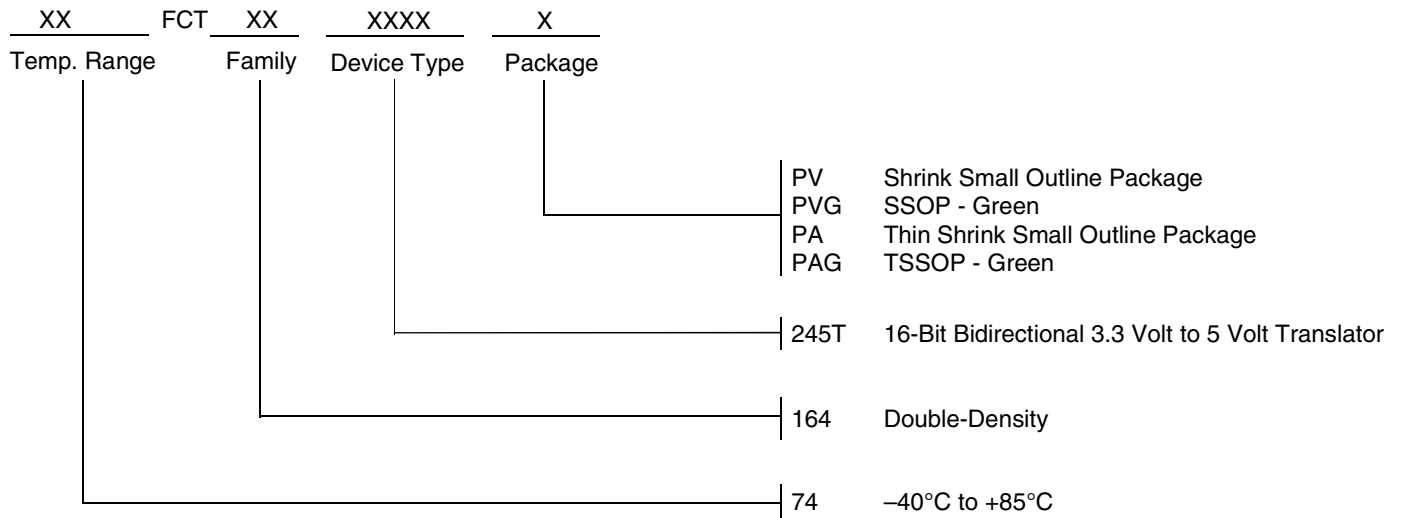 XX FCT XX XXXX X
Temp. Range Family Device Type Package
PV Shrink Small Outline Package
PVG SSOP - Green
PA Thin Shrink Small Outline Package
PAG TSSOP - Green
245T 16-Bit Bidirectional 3.3 Volt to 5 Volt Translator
164 Double-Density
74 –40°C to +85°C